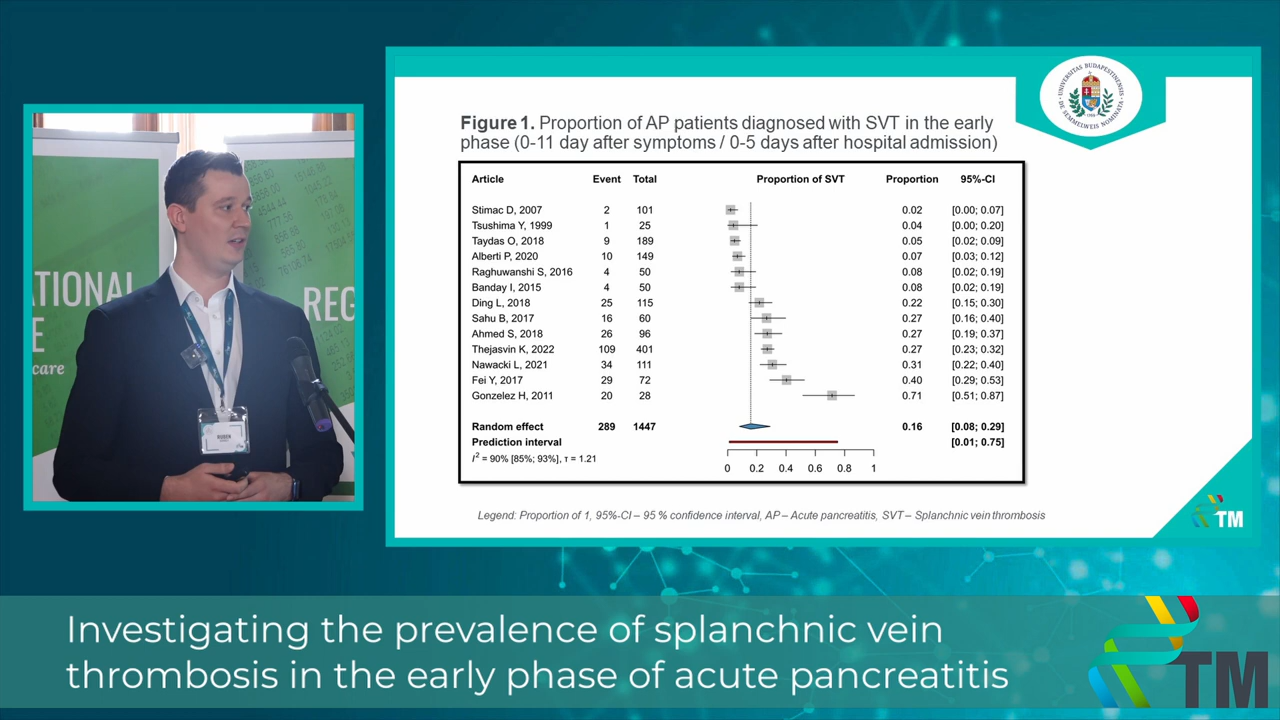 ATIONAL
E
care
REG
RUBEN
UNIVERSITAS BUDAPESTINENSIS
DE SEMMELWEIS NOMINATA
Figure 1. Proportion of AP patients diagnosed with SVT in the early
phase (0-11 day after symptoms / 0-5 days after hospital admission)
Article Event Total Proportion of SVT Proportion 95%-CI
Stimac D, 2007 2 101 0.02 [0.00; 0.07]
Tsushima Y, 1999 1 25 0.04 [0.00; 0.20]
Taydas O, 2018 9 189 0.05 [0.02; 0.09]
Alberti P, 2020 10 149 0.07 [0.03; 0.12]
Raghuwanshi S, 2016 4 50 0.08 [0.02; 0.19]
Banday I, 2015 4 50 0.08 [0.02; 0.19]
Ding L, 2018 25 115 0.22 [0.15; 0.30]
Sahu B, 2017 16 60 0.27 [0.16; 0.40]
Ahmed S, 2018 26 96 0.27 [0.19; 0.37]
Thejasvin K, 2022 109 401 0.27 [0.23; 0.32]
Nawacki L, 2021 34 111 0.31 [0.22; 0.40]
Fei Y, 2017 29 72 0.40 [0.29; 0.53]
Gonzelez H, 2011 20 28 0.71 [0.51; 0.87]
Random effect 289 1447 0.16 [0.08; 0.29]
Prediction interval [0.01; 0.75]
I² = 90% [85%; 93%], τ = 1.21
0 0.2 0.4 0.6 0.8 1
Legend: Proportion of 1, 95%-CI – 95 % confidence interval, AP – Acute pancreatitis, SVT – Splanchnic vein thrombosis
TM
Investigating the prevalence of splanchnic vein
thrombosis in the early phase of acute pancreatitis
TM